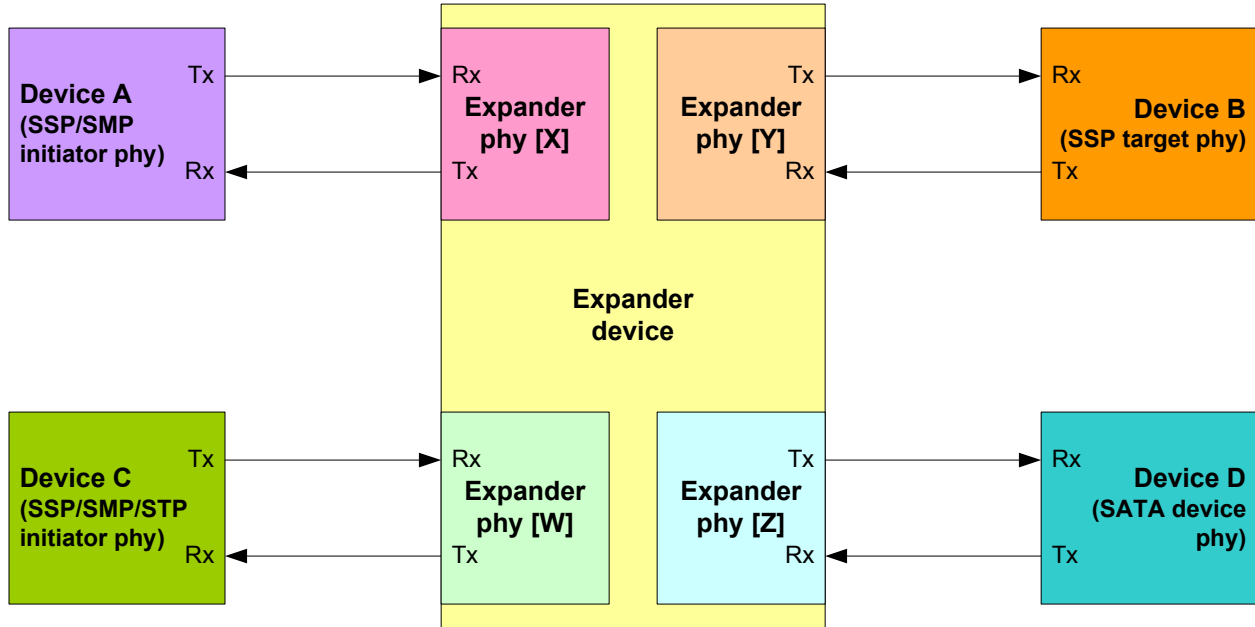 Device A
(SSP/SMP
initiator phy)
Tx
Rx
Rx
Tx
Expander
phy [X]
Expander
phy [Y]
Tx
Rx
Rx
Tx
Device B
(SSP target phy)
Expander
device
Device C
(SSP/SMP/STP
initiator phy)
Tx
Rx
Rx
Tx
Expander
phy [W]
Expander
phy [Z]
Tx
Rx
Rx
Tx
Device D
(SATA device
phy)